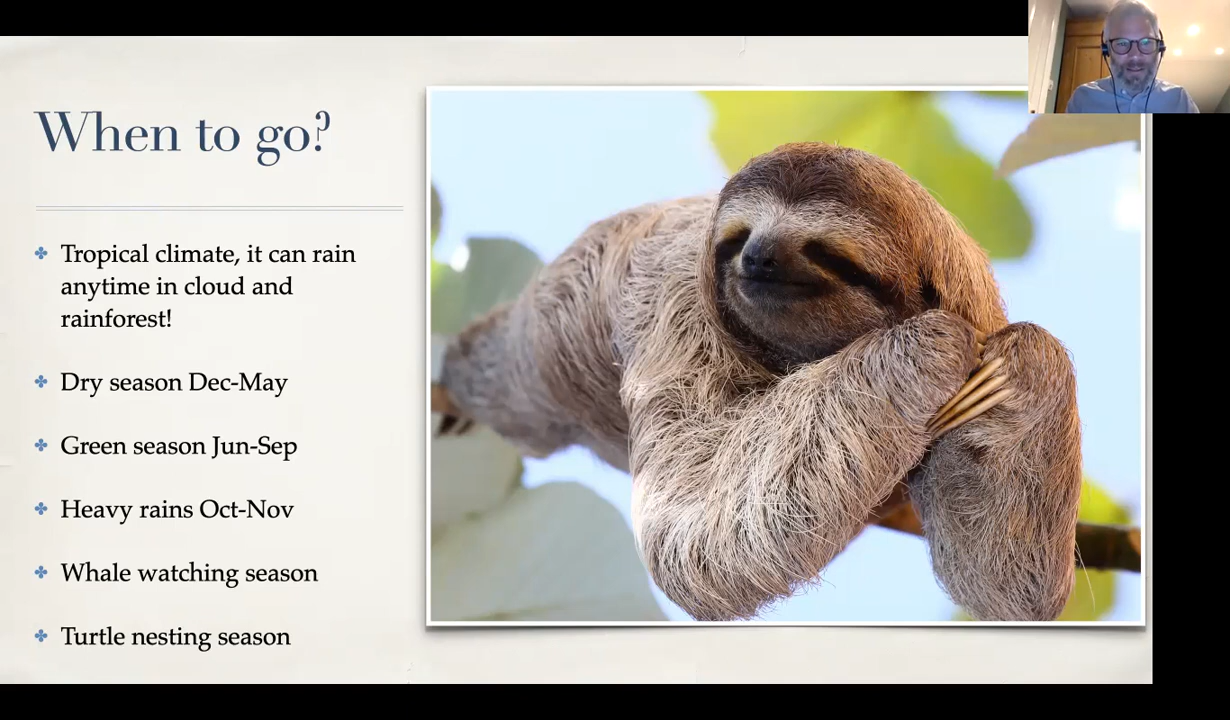 When to go?
Tropical climate, it can rain
anytime in cloud and
rainforest!
Dry season Dec-May
Green season Jun-Sep
Heavy rains Oct-Nov
Whale watching season
Turtle nesting season